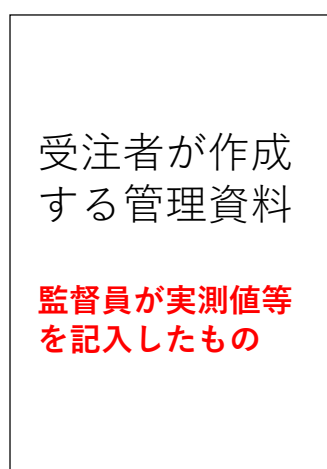 受注者が作成
する管理資料
監督員が実測値等
を記入したもの